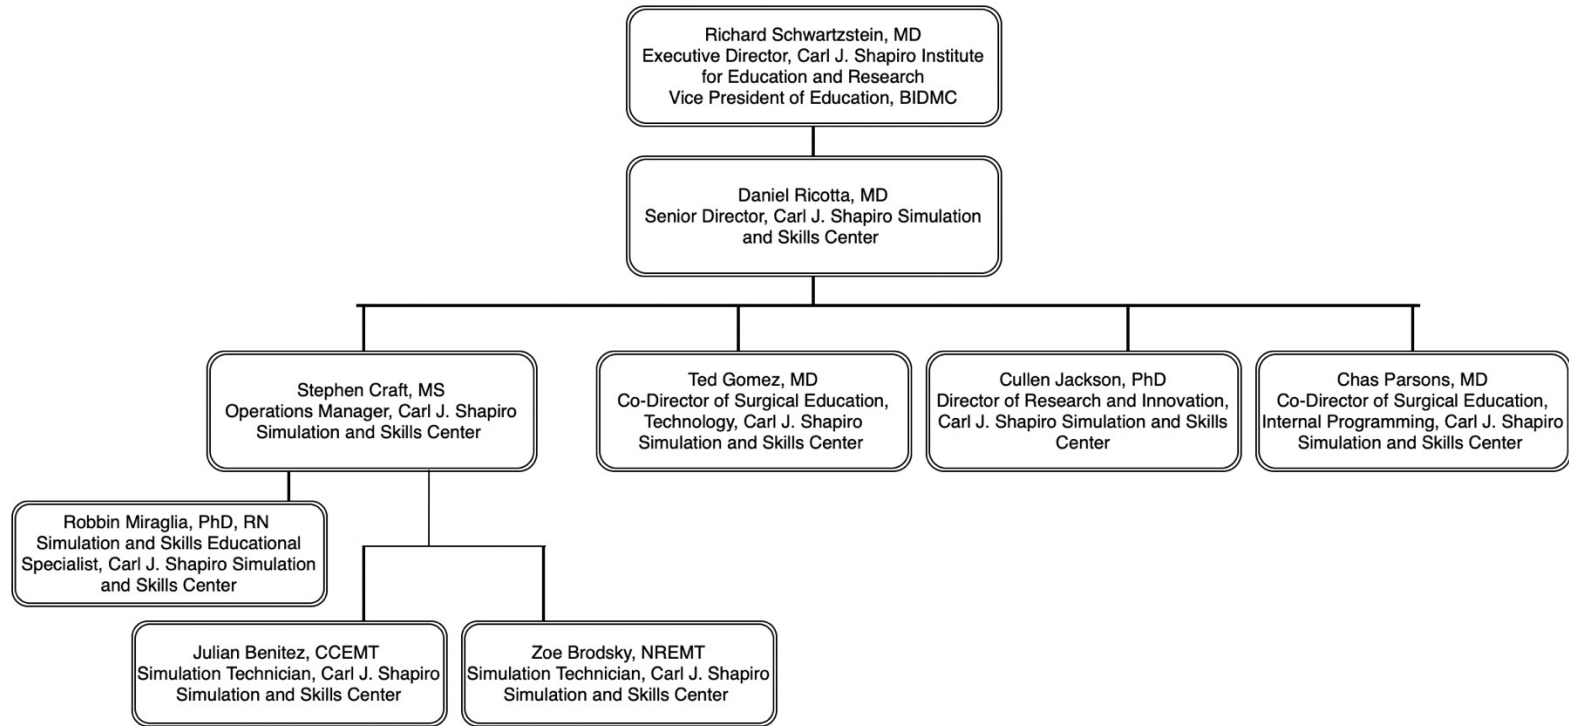 Richard Schwartzstein, MD
Executive Director, Carl J. Shapiro Institute
for Education and Research
Vice President of Education, BIDMC
Daniel Ricotta, MD
Senior Director, Carl J. Shapiro Simulation
and Skills Center
Stephen Craft, MS
Operations Manager, Carl J. Shapiro
Simulation and Skills Center
Ted Gomez, MD
Co-Director of Surgical Education,
Technology, Carl J. Shapiro
Simulation and Skills Center
Cullen Jackson, PhD
Director of Research and Innovation,
Carl J. Shapiro Simulation and Skills
Center
Chas Parsons, MD
Co-Director of Surgical Education,
Internal Programming, Carl J. Shapiro
Simulation and Skills Center
Robbin Miraglia, PhD, RN
Simulation and Skills Educational
Specialist, Carl J. Shapiro Simulation
and Skills Center
Julian Benitez, CCEMT
Simulation Technician, Carl J. Shapiro
Simulation and Skills Center
Zoe Brodsky, NREMT
Simulation Technician, Carl J. Shapiro
Simulation and Skills Center